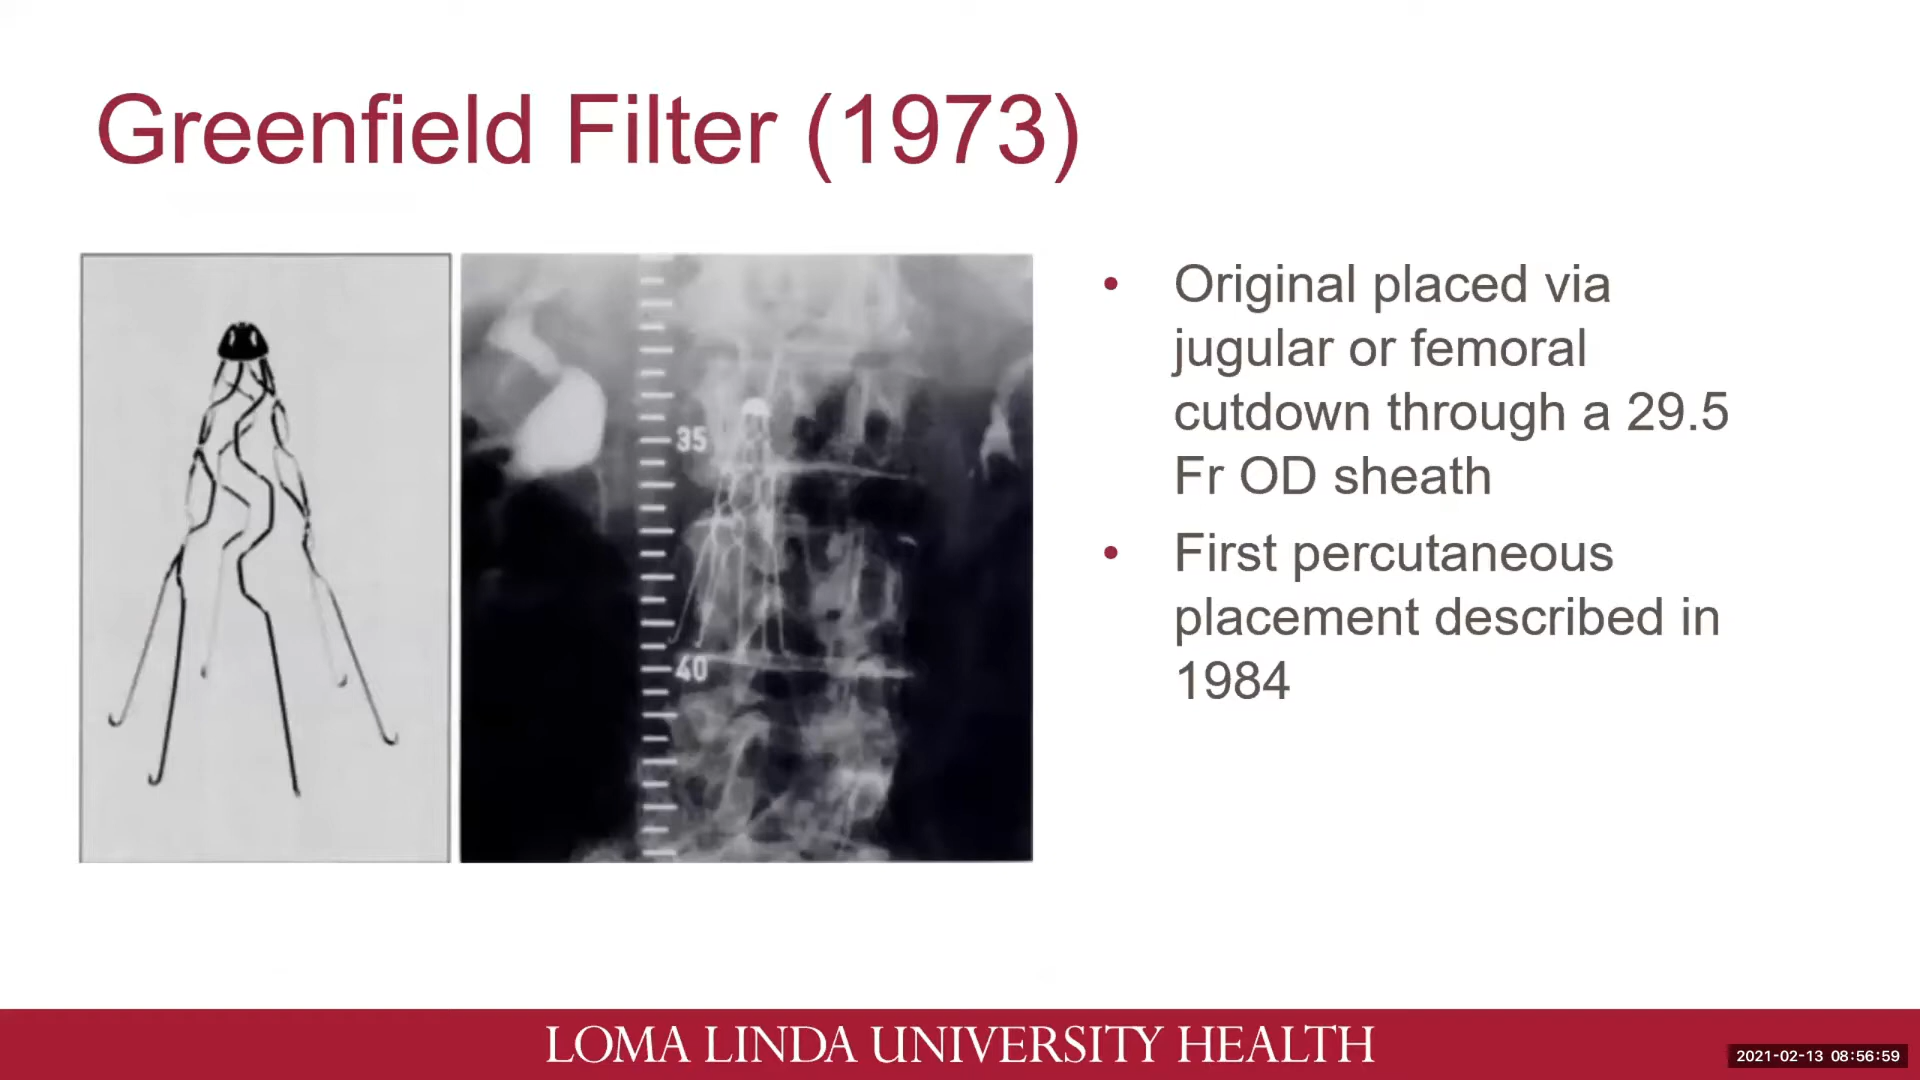 Greenfield Filter (1973)
35
40
• Original placed via
jugular or femoral
cutdown through a 29.5
Fr OD sheath
• First percutaneous
placement described in
1984
LOMA LINDA UNIVERSITY HEALTH
2021-02-13 08:56:59